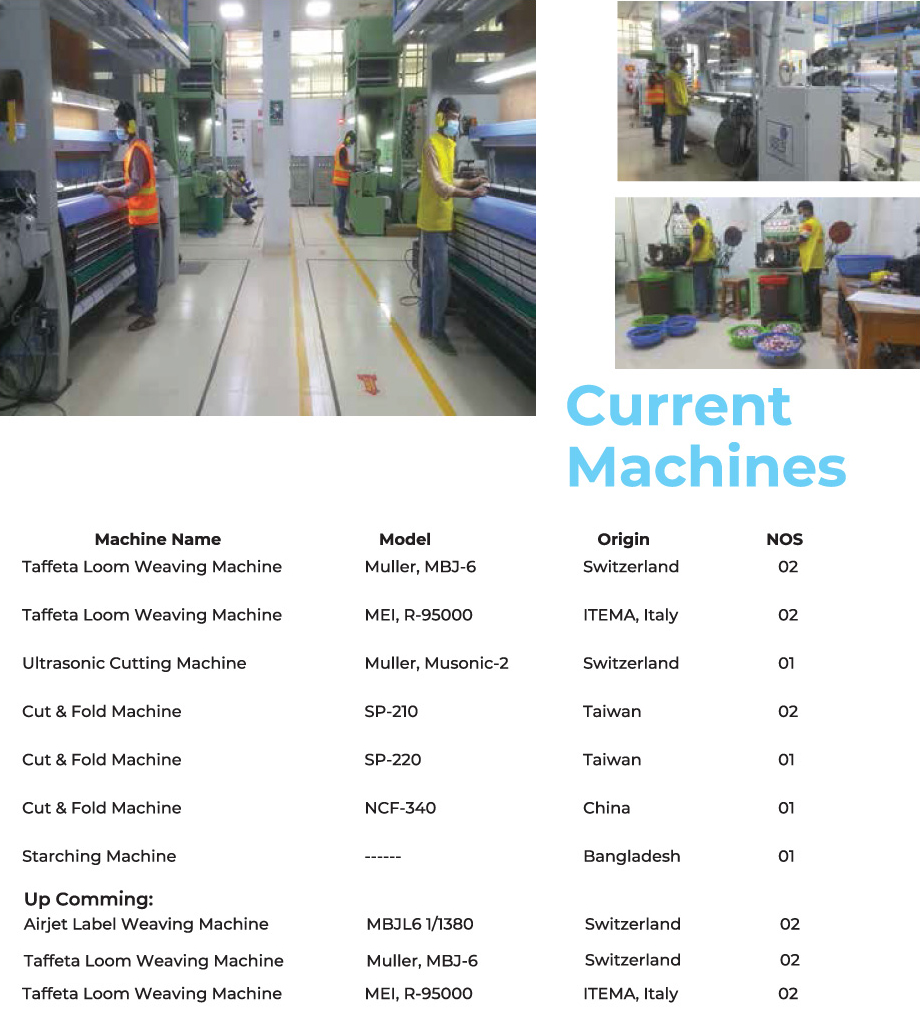 Current
Machines
Machine Name Model Origin NOS
Taffeta Loom Weaving Machine Muller, MBJ-6 Switzerland 02
Taffeta Loom Weaving Machine MEI, R-95000 ITEMA, Italy 02
Ultrasonic Cutting Machine Muller, Musonic-2 Switzerland 01
Cut & Fold Machine SP-210 Taiwan 02
Cut & Fold Machine SP-220 Taiwan 01
Cut & Fold Machine NCF-340 China 01
Starching Machine ------ Bangladesh 01
Up Comming:
Airjet Label Weaving Machine MBJL6 1/1380 Switzerland 02
Taffeta Loom Weaving Machine Muller, MBJ-6 Switzerland 02
Taffeta Loom Weaving Machine MEI, R-95000 ITEMA, Italy 02